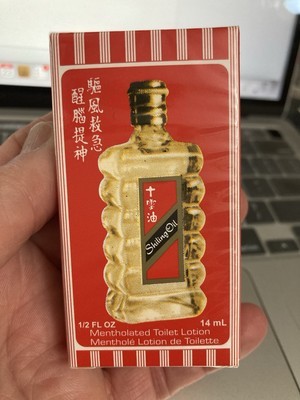 驅風救急
醒腦提神
十靈油
Shiling Oil
1/2 FL OZ 14 mL
Mentholated Toilet Lotion
Mentholé Lotion de Toilette